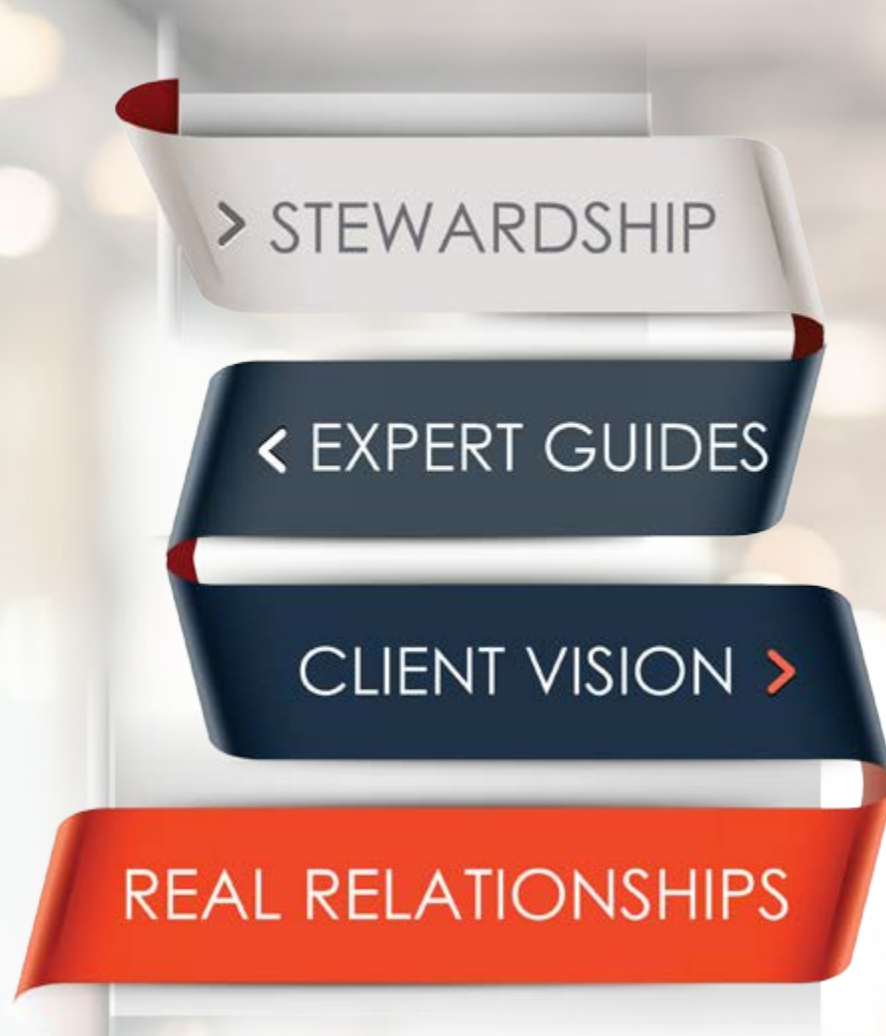 > STEWARDSHIP
< EXPERT GUIDES
CLIENT VISION >
REAL RELATIONSHIPS